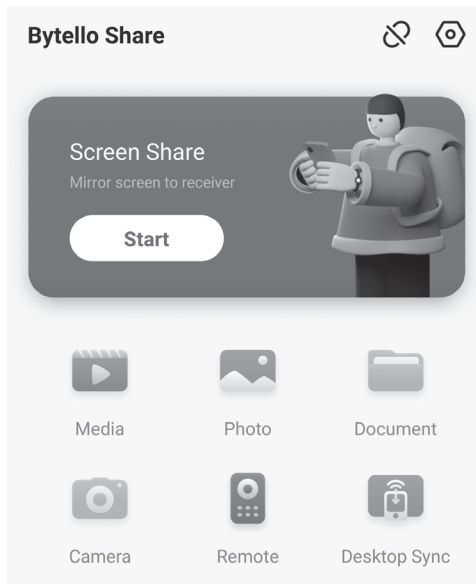 Bytello Share
Screen Share
Mirror screen to receiver
Start
Media
Photo
Document
Camera
Remote
Desktop Sync